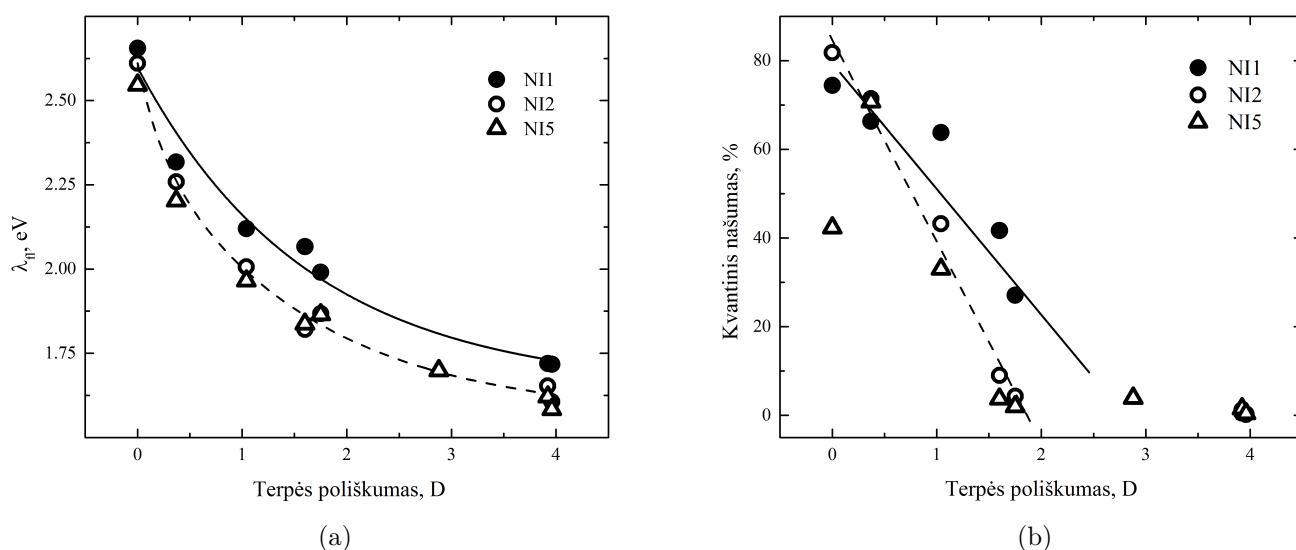 2.50
2.25
2.00
1.75
λfl, eV
0 1 2 3 4
Terpės poliškumas, D
NI1
NI2
NI5
(a)
80
60
40
20
0
Kvantinis našumas, %
0 1 2 3 4
Terpės poliškumas, D
NI1
NI2
NI5
(b)